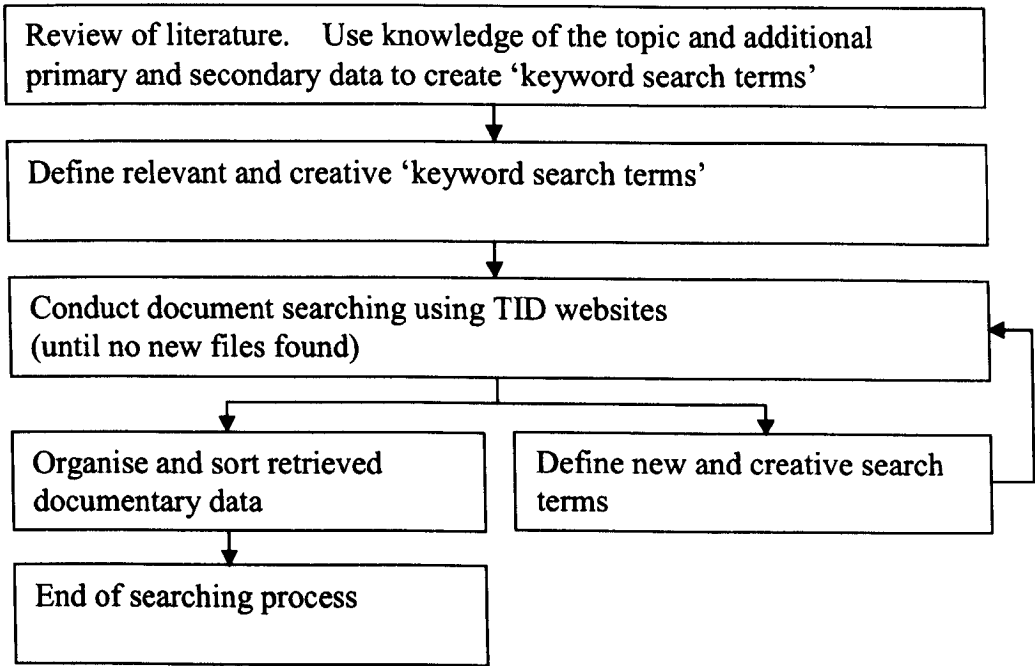 Review of literature. Use knowledge of the topic and additional
primary and secondary data to create ‘keyword search terms’
Define relevant and creative ‘keyword search terms’
Conduct document searching using TID websites
(until no new files found)
Organise and sort retrieved
documentary data
Define new and creative search
terms
End of searching process